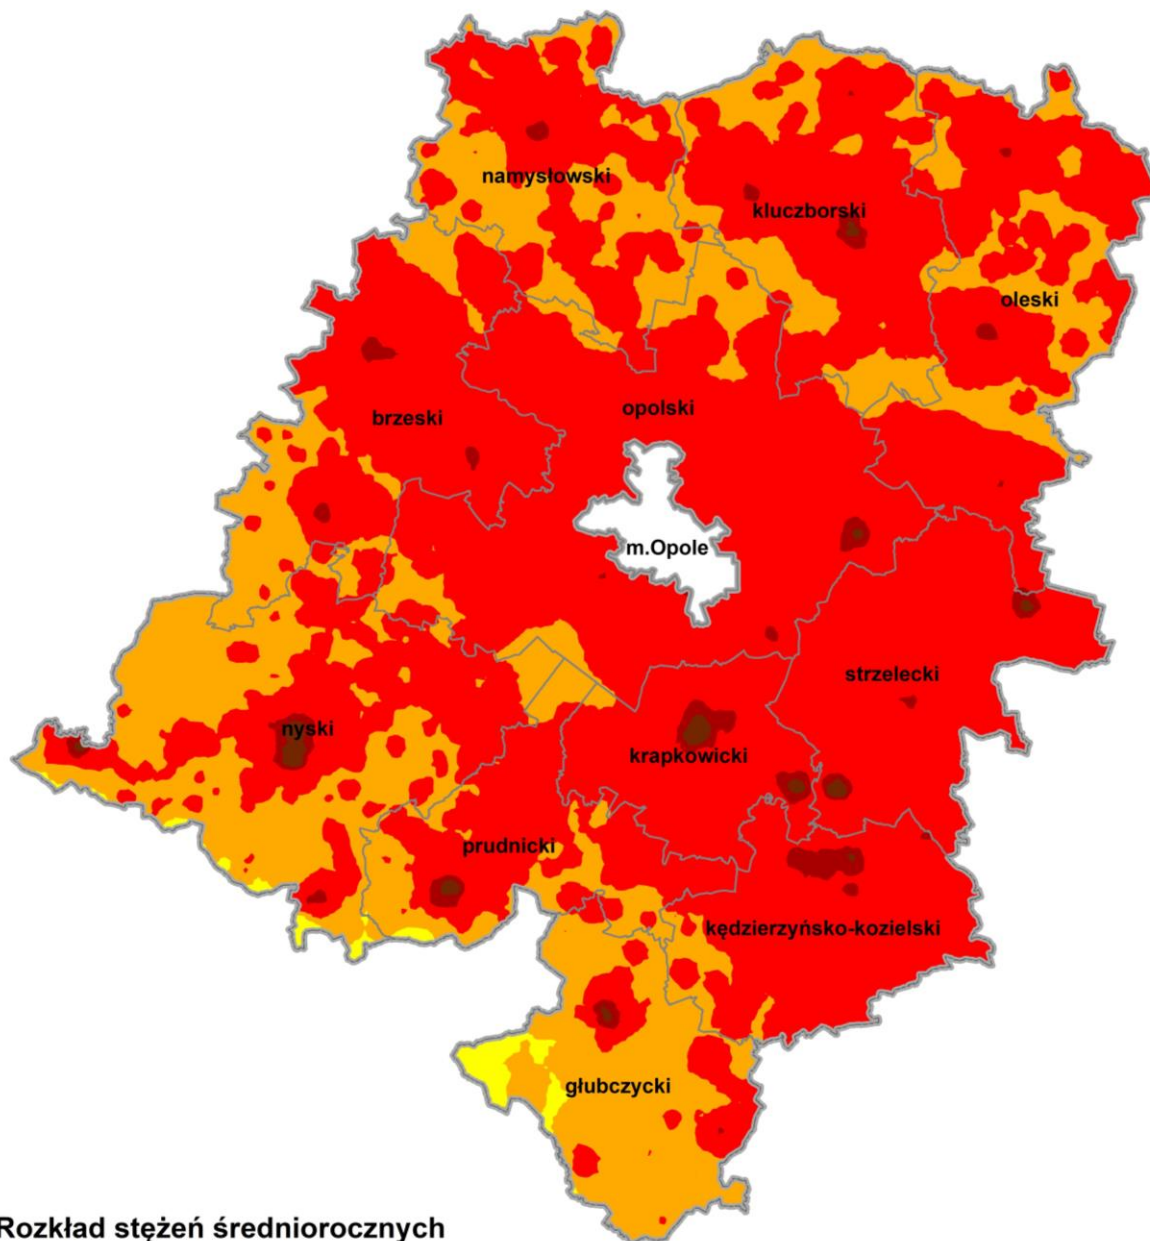 namysłowski
kluczborski
oleski
opolski
brzeski
m.Opole
strzelecki
nyski
krapkowicki
prudnicki
kędzierzyńsko-kozielski
głubczycki
Rozkład stężeń średniorocznych